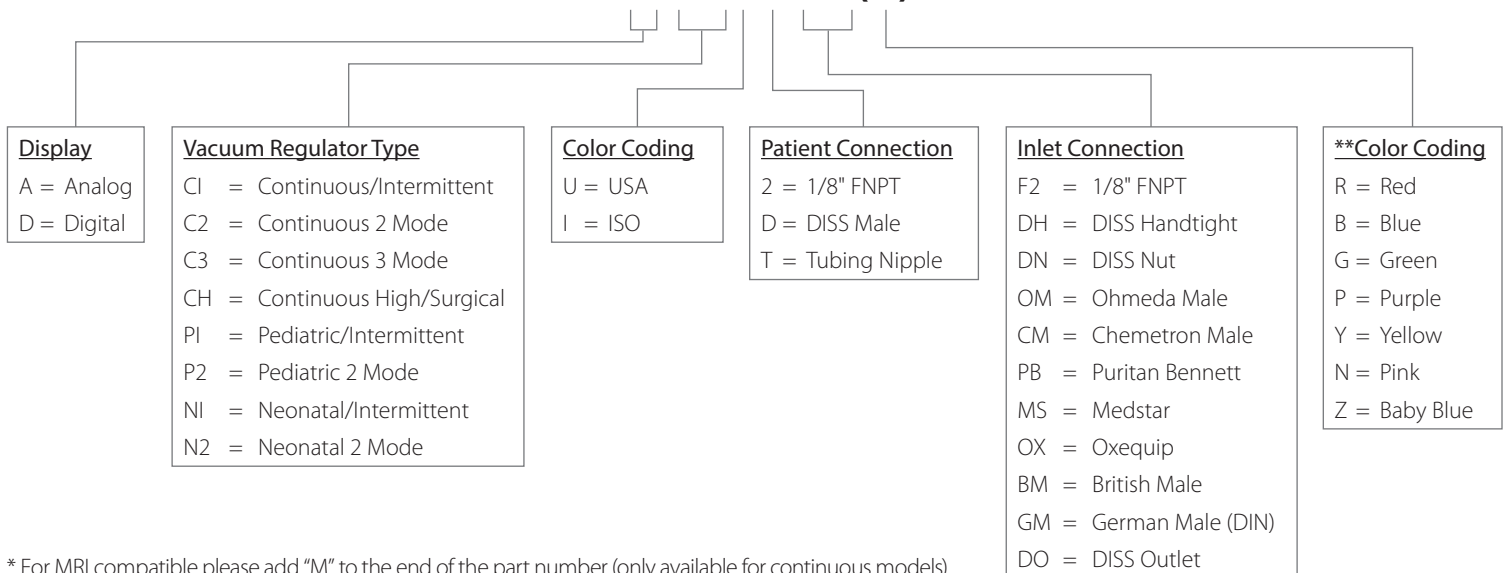 Display
A = Analog
D = Digital
Vacuum Regulator Type
CI = Continuous/Intermittent
C2 = Continuous 2 Mode
C3 = Continuous 3 Mode
CH = Continuous High/Surgical
PI = Pediatric/Intermittent
P2 = Pediatric 2 Mode
NI = Neonatal/Intermittent
N2 = Neonatal 2 Mode
Color Coding
U = USA
I = ISO
Patient Connection
2 = 1/8" FNPT
D = DISS Male
T = Tubing Nipple
Inlet Connection
F2 = 1/8" FNPT
DH = DISS Handtight
DN = DISS Nut
OM = Ohmeda Male
CM = Chemetron Male
PB = Puritan Bennett
MS = Medstar
OX = Oxequip
BM = British Male
GM = German Male (DIN)
DO = DISS Outlet
**Color Coding
R = Red
B = Blue
G = Green
P = Purple
Y = Yellow
N = Pink
Z = Baby Blue
* For MRI compatible please add “M” to the end of the part number (only available for continuous models)